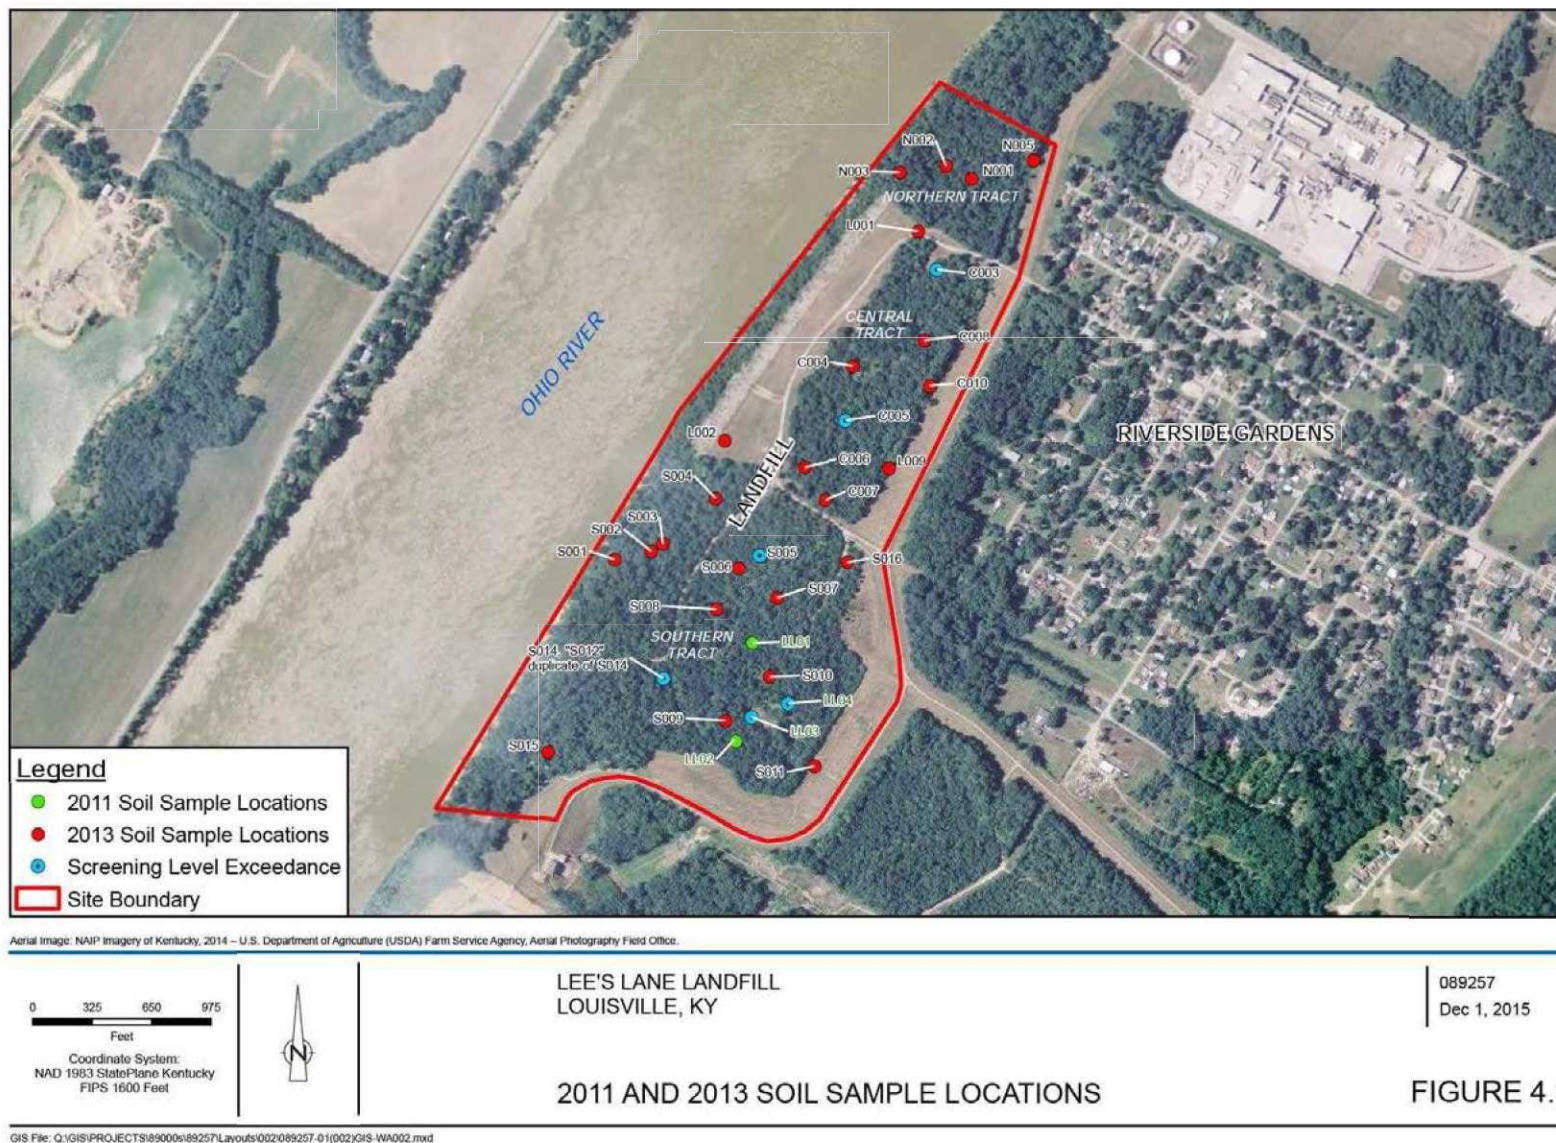 N002
N005
N003
N001
NORTHERN TRACT
L001
C003
CENTRAL
TRACT
C008
C004
C010
OHIO RIVER
C005
RIVERSIDE GARDENS
L002
C006
L009
LANDFILL
S004
C007
S003
S002
S001
S005
S006
S016
S007
S008
SOUTHERN
TRACT
LL01
S014, "S012"
duplicate of S014
S010
LL04
S009
LL03
LL02
S015
S011
Legend
2011 Soil Sample Locations
2013 Soil Sample Locations
Screening Level Exceedance
Site Boundary
Aerial Image: NAIP Imagery of Kentucky, 2014 – U.S. Department of Agriculture (USDA) Farm Service Agency, Aerial Photography Field Office.
0 325 650 975
Feet
Coordinate System:
NAD 1983 StatePlane Kentucky
FIPS 1600 Feet
N
LEE'S LANE LANDFILL
LOUISVILLE, KY
089257
Dec 1, 2015
2011 AND 2013 SOIL SAMPLE LOCATIONS
FIGURE 4.
GIS File: Q:\GIS\PROJECTS\89000s\89257\Layouts\002\089257-01(002)GIS-WA002.mxd